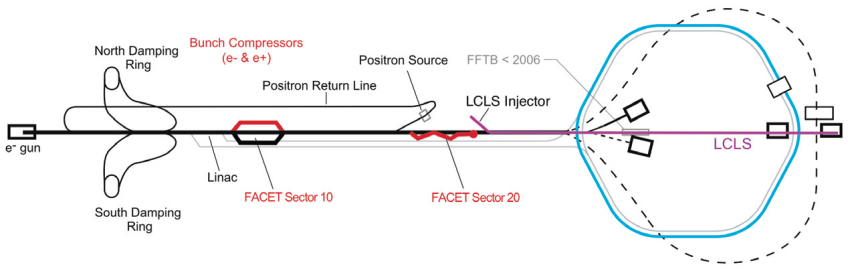 North Damping
Ring
Bunch Compressors
(e- & e+)
Positron Source
FFTB < 2006
Positron Return Line
LCLS Injector
e- gun
Linac
LCLS
FACET Sector 10
FACET Sector 20
South Damping
Ring